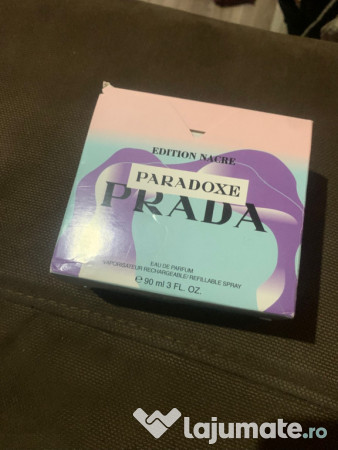 EDITION NACRE
PARADOXE
PRADA
EAU DE PARFUM
VAPORISATEUR RECHARGEABLE/ REFILLABLE SPRAY
℮ 90 ml 3 FL. OZ.
lajumate.ro